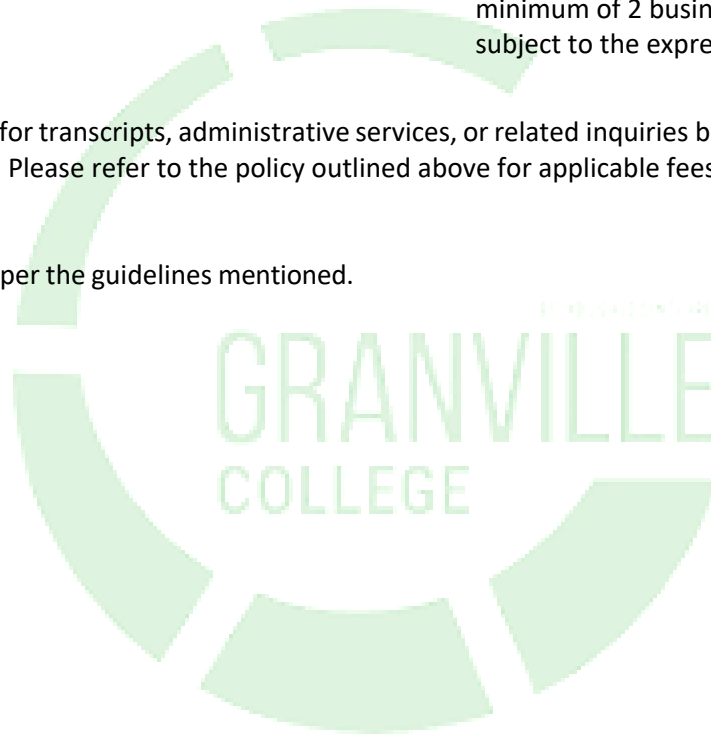 minimum of 2 busin
subject to the expre
for transcripts, administrative services, or related inquiries b
Please refer to the policy outlined above for applicable fees
per the guidelines mentioned.
GRANVILLE
COLLEGE